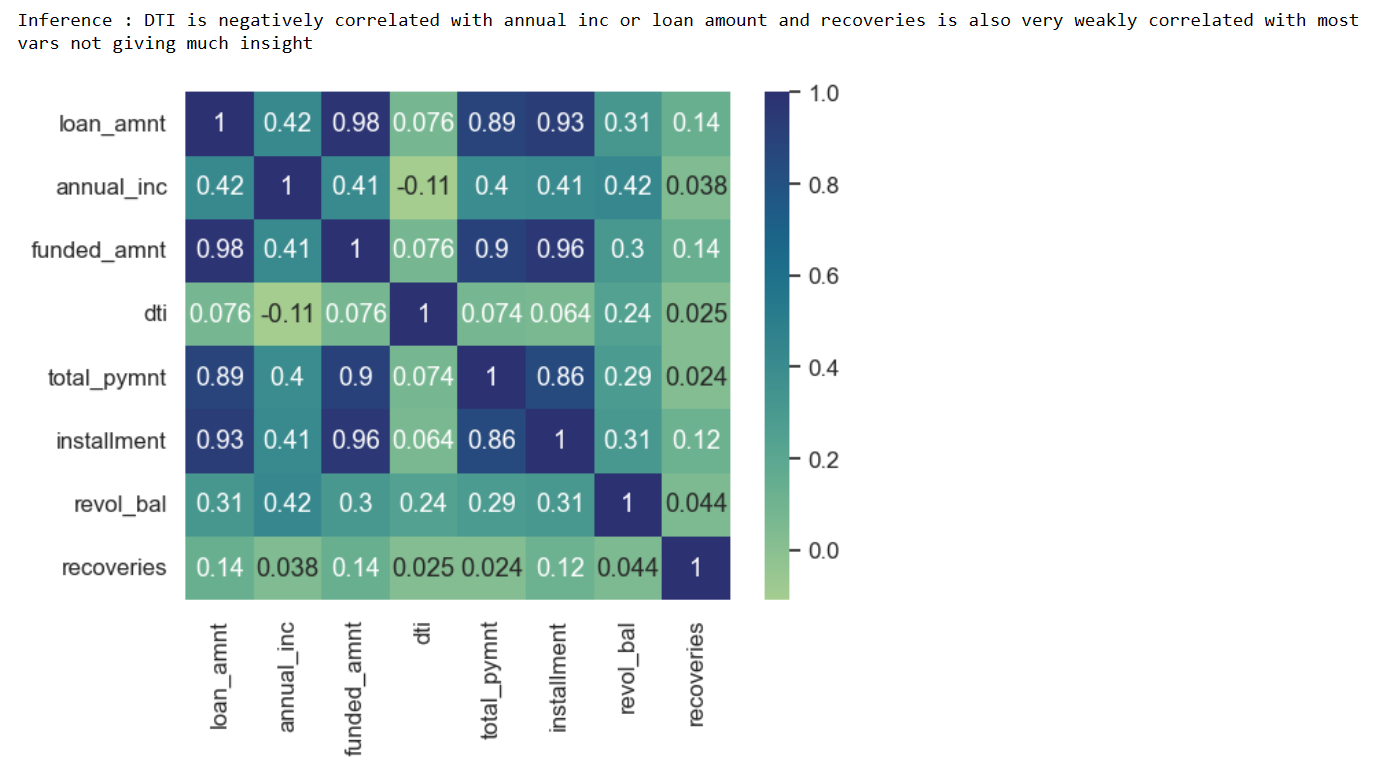 Inference : DTI is negatively correlated with annual inc or loan amount and recoveries is also very weakly correlated with most
vars not giving much insight
loan_amnt 1 0.42 0.98 0.076 0.89 0.93 0.31 0.14
annual_inc 0.42 1 0.41 -0.11 0.4 0.41 0.42 0.038
funded_amnt 0.98 0.41 1 0.076 0.9 0.96 0.3 0.14
dti 0.076 -0.11 0.076 1 0.074 0.064 0.24 0.025
total_pymnt 0.89 0.4 0.9 0.074 1 0.86 0.29 0.024
installment 0.93 0.41 0.96 0.064 0.86 1 0.31 0.12
revol_bal 0.31 0.42 0.3 0.24 0.29 0.31 1 0.044
recoveries 0.14 0.038 0.14 0.025 0.024 0.12 0.044 1
loan_amnt annual_inc funded_amnt dti total_pymnt installment revol_bal recoveries
1.0
0.8
0.6
0.4
0.2
0.0